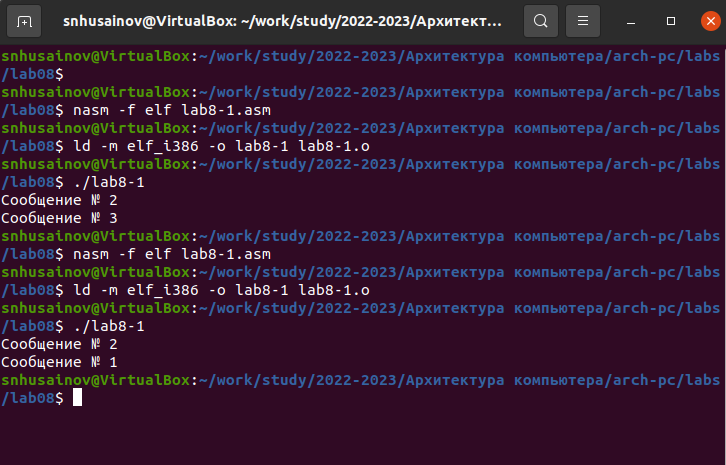 snhusainov@VirtualBox: ~/work/study/2022-2023/Архитект...
snhusainov@VirtualBox:~/work/study/2022-2023/Архитектура компьютера/arch-pc/labs
/lab08$
snhusainov@VirtualBox:~/work/study/2022-2023/Архитектура компьютера/arch-pc/labs
/lab08$ nasm -f elf lab8-1.asm
snhusainov@VirtualBox:~/work/study/2022-2023/Архитектура компьютера/arch-pc/labs
/lab08$ ld -m elf_i386 -o lab8-1 lab8-1.o
snhusainov@VirtualBox:~/work/study/2022-2023/Архитектура компьютера/arch-pc/labs
/lab08$ ./lab8-1
Сообщение № 2
Сообщение № 3
snhusainov@VirtualBox:~/work/study/2022-2023/Архитектура компьютера/arch-pc/labs
/lab08$ nasm -f elf lab8-1.asm
snhusainov@VirtualBox:~/work/study/2022-2023/Архитектура компьютера/arch-pc/labs
/lab08$ ld -m elf_i386 -o lab8-1 lab8-1.o
snhusainov@VirtualBox:~/work/study/2022-2023/Архитектура компьютера/arch-pc/labs
/lab08$ ./lab8-1
Сообщение № 2
Сообщение № 1
snhusainov@VirtualBox:~/work/study/2022-2023/Архитектура компьютера/arch-pc/labs
/lab08$